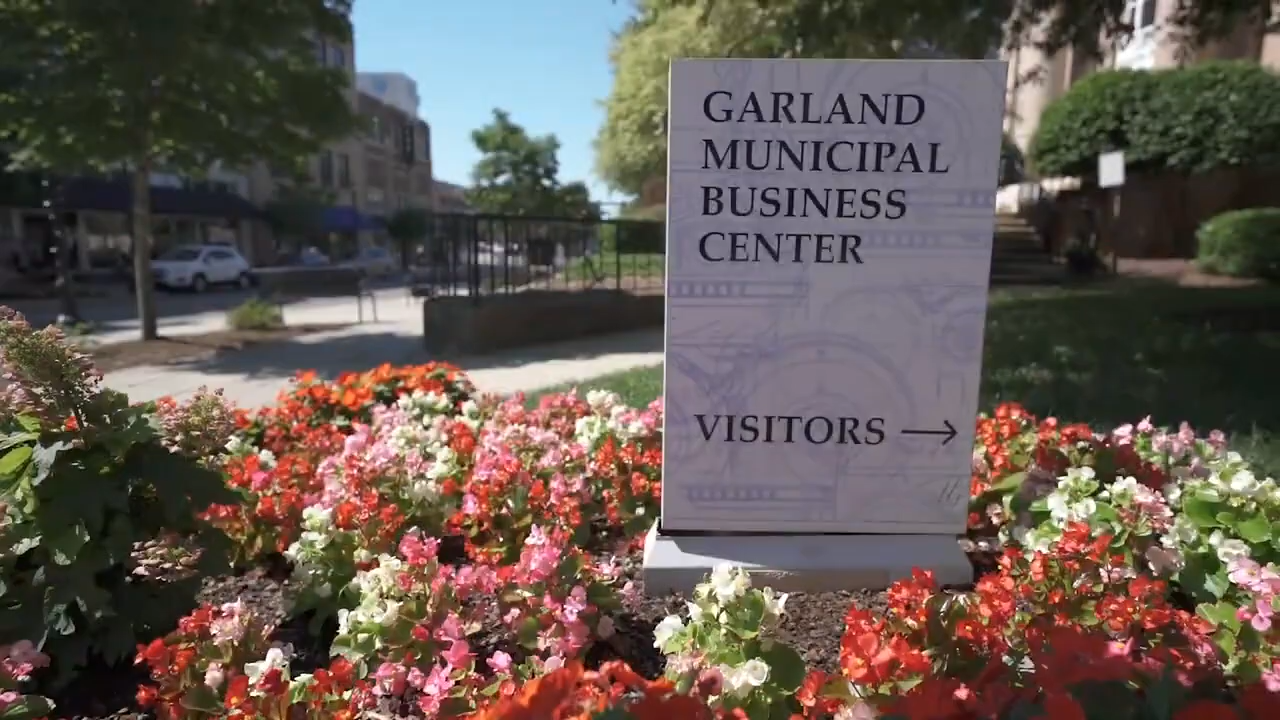 GARLAND
MUNICIPAL
BUSINESS
CENTER
VISITORS →